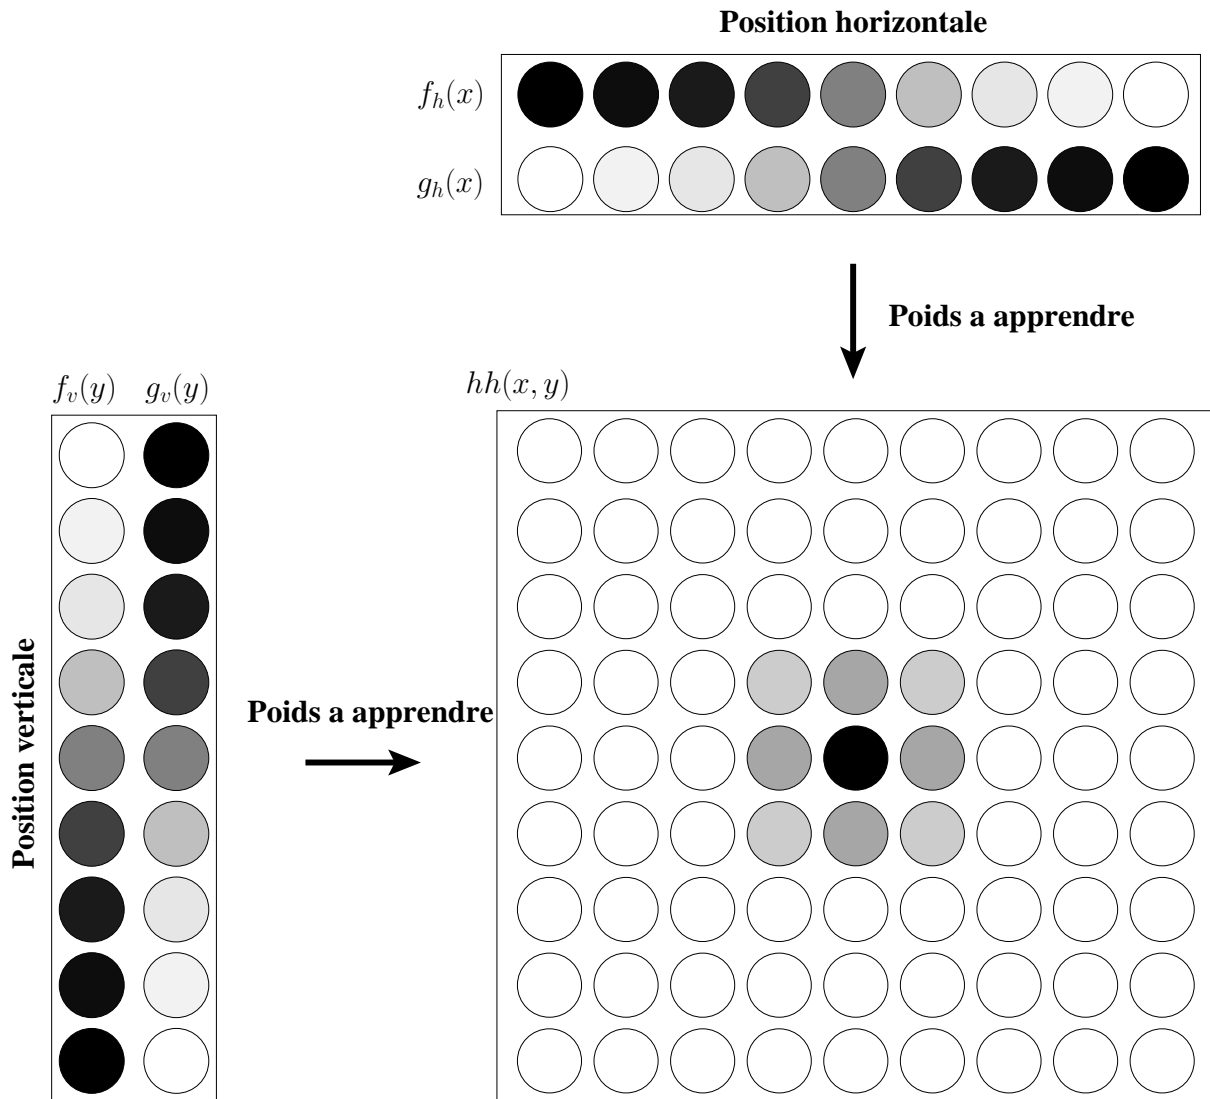 Position horizontale
f_h(x)
g_h(x)
Poids a apprendre
f_v(y) g_v(y)
hh(x, y)
Position verticale
Poids a apprendre